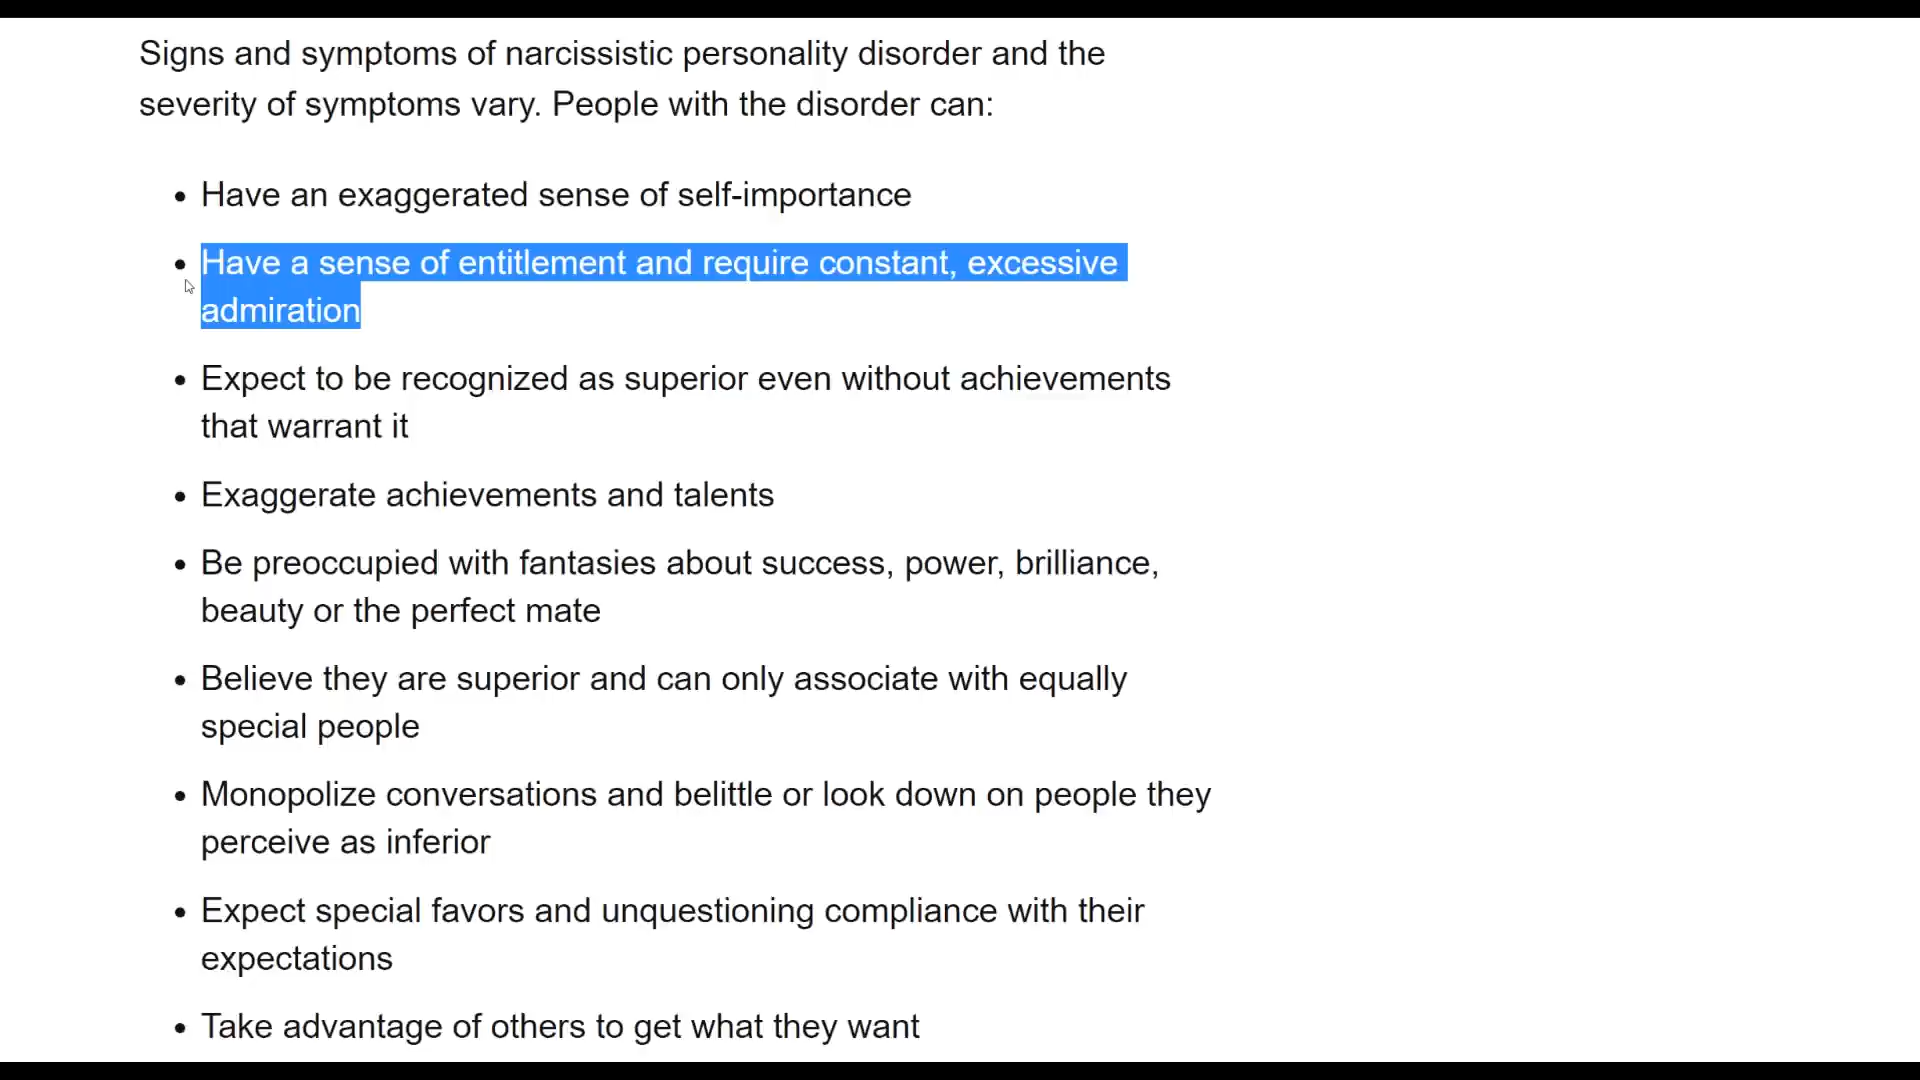 Signs and symptoms of narcissistic personality disorder and the
severity of symptoms vary. People with the disorder can:
• Have an exaggerated sense of self-importance
• Have a sense of entitlement and require constant, excessive
admiration
• Expect to be recognized as superior even without achievements
that warrant it
• Exaggerate achievements and talents
• Be preoccupied with fantasies about success, power, brilliance,
beauty or the perfect mate
• Believe they are superior and can only associate with equally
special people
• Monopolize conversations and belittle or look down on people they
perceive as inferior
• Expect special favors and unquestioning compliance with their
expectations
• Take advantage of others to get what they want